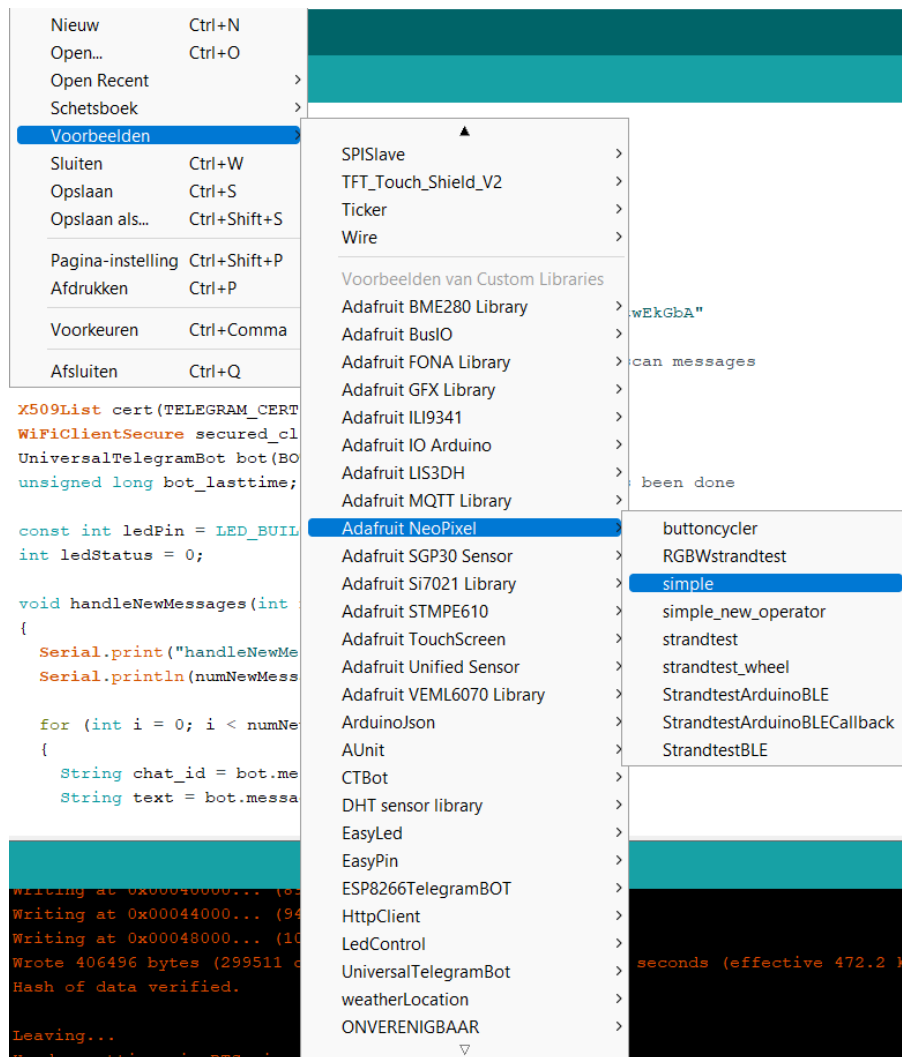 Nieuw Ctrl+N
Open... Ctrl+O
Open Recent
Schetsboek
Voorbeelden
Sluiten Ctrl+W
Opslaan Ctrl+S
Opslaan als... Ctrl+Shift+S
Pagina-instelling Ctrl+Shift+P
Afdrukken Ctrl+P
Voorkeuren Ctrl+Comma
Afsluiten Ctrl+Q
SPISlave
TFT_Touch_Shield_V2
Ticker
Wire
Voorbeelden van Custom Libraries
Adafruit BME280 Library
Adafruit BusIO
Adafruit FONA Library
Adafruit GFX Library
Adafruit ILI9341
Adafruit IO Arduino
Adafruit LIS3DH
Adafruit MQTT Library
Adafruit NeoPixel
Adafruit SGP30 Sensor
Adafruit Si7021 Library
Adafruit STMPE610
Adafruit TouchScreen
Adafruit Unified Sensor
Adafruit VEML6070 Library
ArduinoJson
AUnit
CTBot
DHT sensor library
EasyLed
EasyPin
ESP8266TelegramBOT
HttpClient
LedControl
UniversalTelegramBot
weatherLocation
ONVERENIGBAAR
buttoncycler
RGBWstrandtest
simple
simple_new_operator
strandtest
strandtest_wheel
StrandtestArduinoBLE
StrandtestArduinoBLECallback
StrandtestBLE
wEkGbA"
scan messages
X509List cert(TELEGRAM_CERT
WiFiClientSecure secured_cl
UniversalTelegramBot bot(BO
unsigned long bot_lasttime; been done
const int ledPin = LED_BUIL
int ledStatus = 0;
void handleNewMessages(int
{
Serial.print("handleNewMe
Serial.println(numNewMess
for (int i = 0; i < numNe
{
String chat_id = bot.me
String text = bot.messa
Writing at 0x00040000... (
Writing at 0x00044000... (94
Writing at 0x00048000... (10
Wrote 406496 bytes (299511 c seconds (effective 472.2
Hash of data verified.
Leaving...